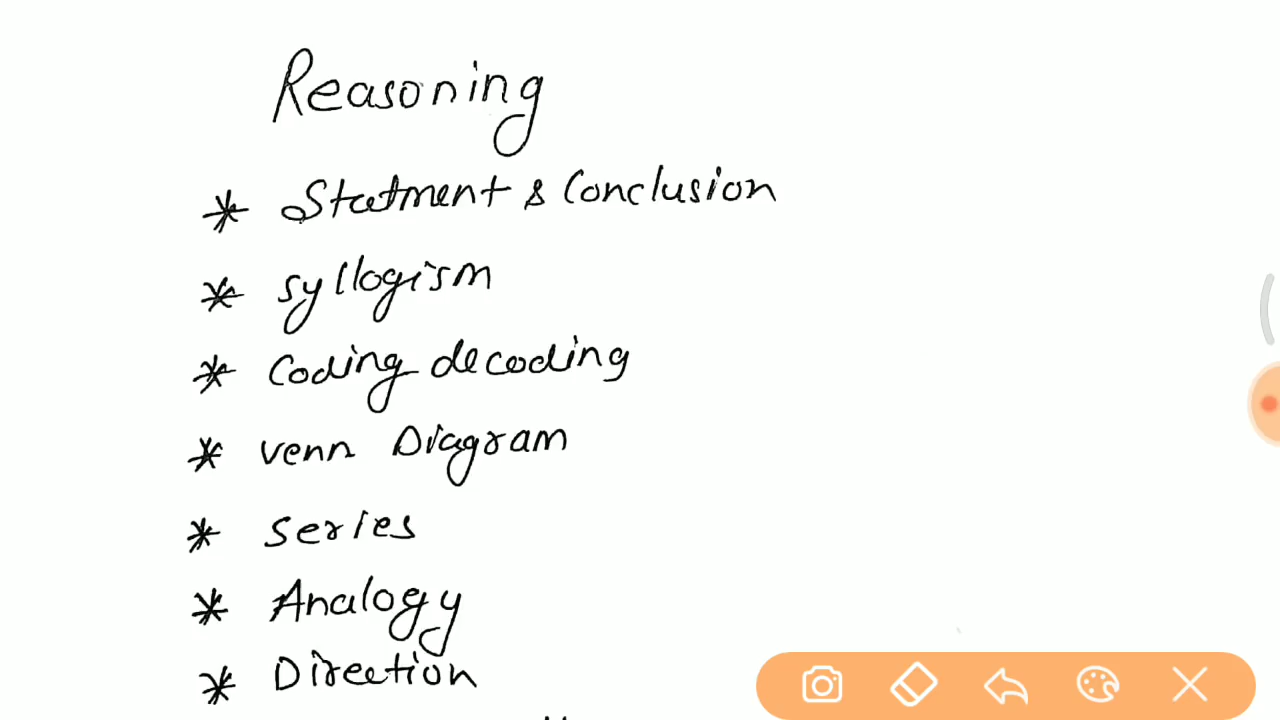 Reasoning
* Statment & Conclusion
* Syllogism
* Coding decoding
* Venn Diagram
* Series
* Analogy
* Direction